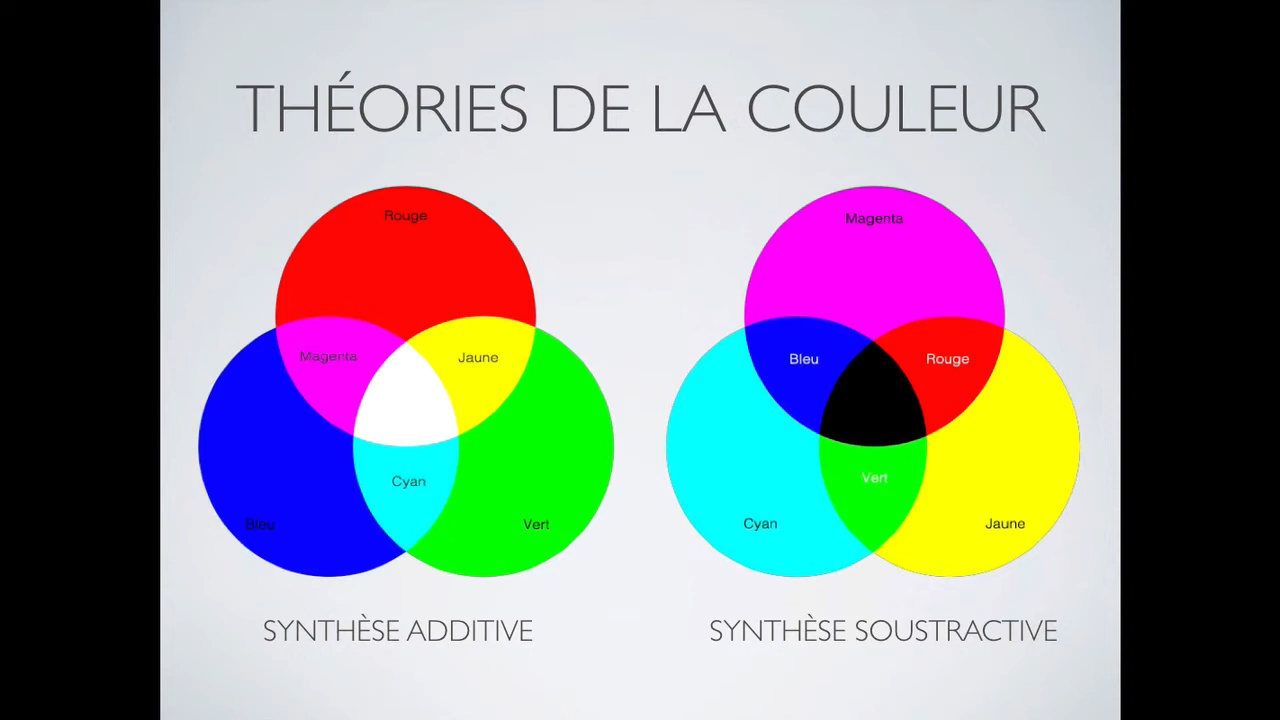 THÉORIES DE LA COULEUR
Rouge
Magenta
Jaune
Cyan
Bleu
Vert
SYNTHÈSE ADDITIVE
Magenta
Bleu
Rouge
Vert
Cyan
Jaune
SYNTHÈSE SOUSTRACTIVE